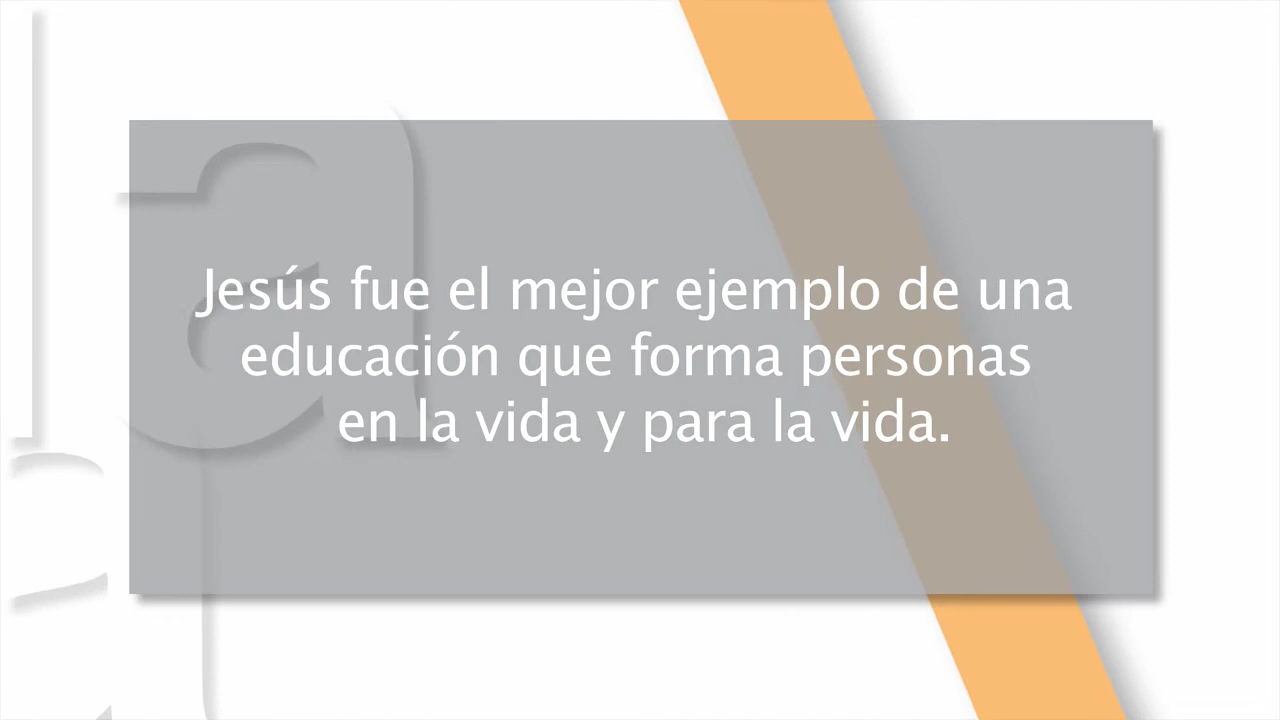 Jesús fue el mejor ejemplo de una
educación que forma personas
en la vida y para la vida.